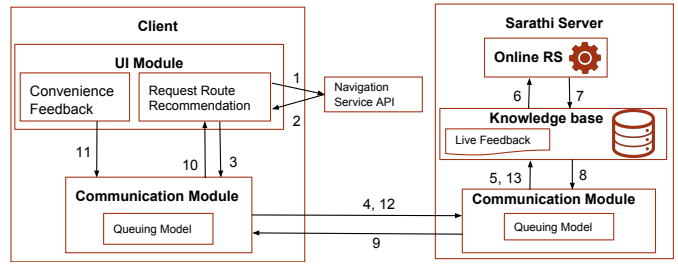 Client
UI Module
Convenience
Feedback
Request Route
Recommendation
1
2
Navigation
Service API
11
10
3
Communication Module
Queuing Model
4, 12
9
Sarathi Server
Online RS
6
7
Knowledge base
Live Feedback
5, 13
8
Communication Module
Queuing Model